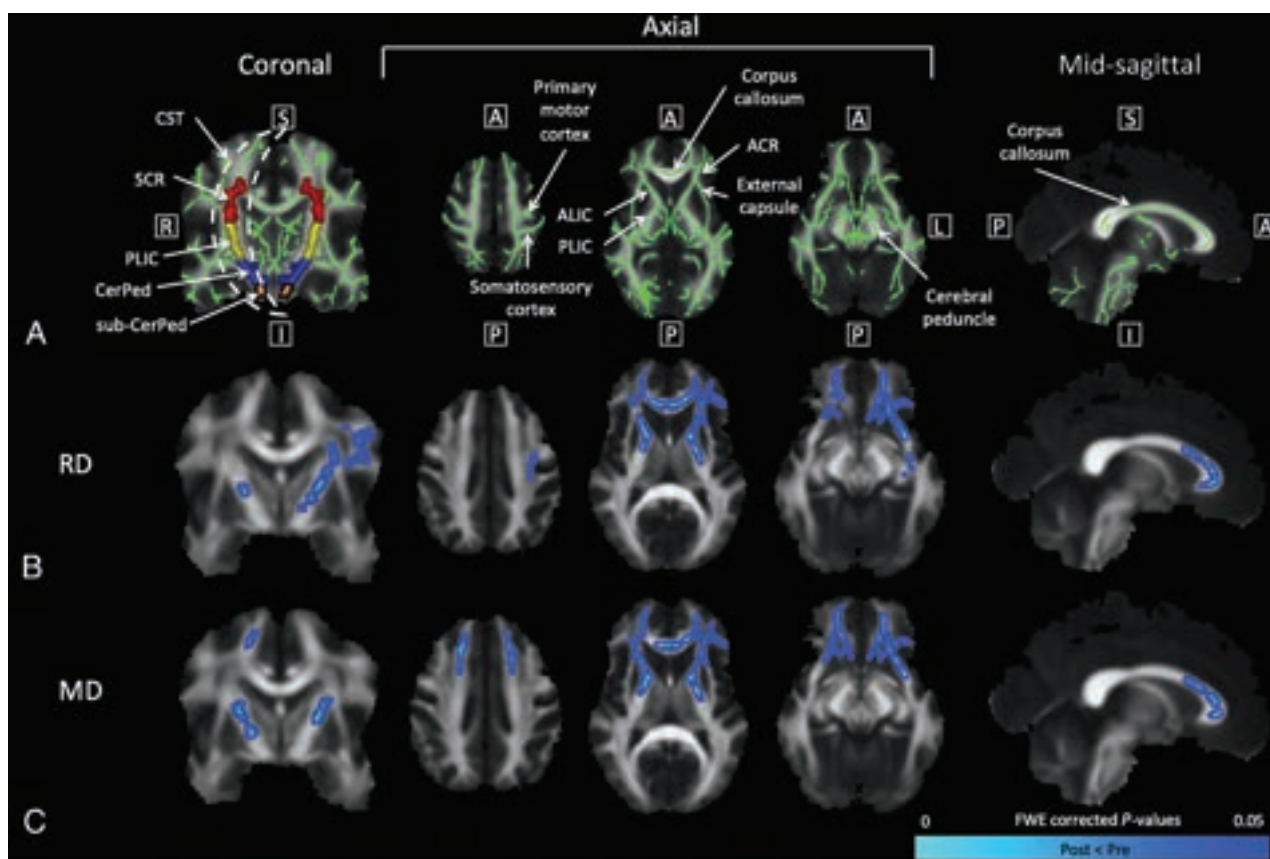 Axial
Coronal
Mid-sagittal
Primary
motor
cortex
Corpus
callosum
CST
S
A
A
A
S
Corpus
callosum
SCR
ACR
External
capsule
ALIC
PLIC
R
L
P
A
PLIC
CerPed
sub-CerPed
Somatosensory
cortex
Cerebral
peduncle
A
I
P
P
P
I
RD
B
MD
C
0
FWE corrected P-values
0.05
Post < Pre